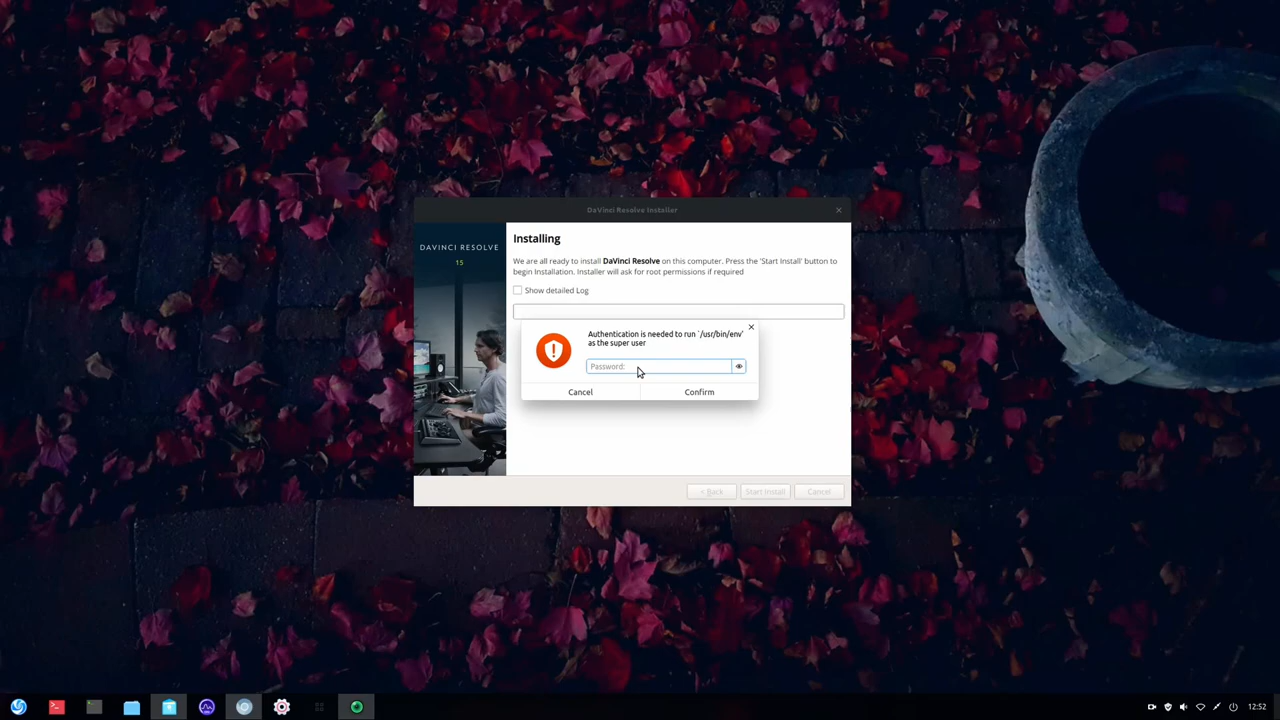 DaVinci Resolve Installer
DAVINCI RESOLVE
15
Installing
We are all ready to install DaVinci Resolve on this computer. Press the 'Start Install' button to
begin Installation. Installer will ask for root permissions if required
Show detailed Log
Authentication is needed to run `/usr/bin/env'
as the super user
Password:
Cancel
Confirm
< Back
Start Install
Cancel
12:52